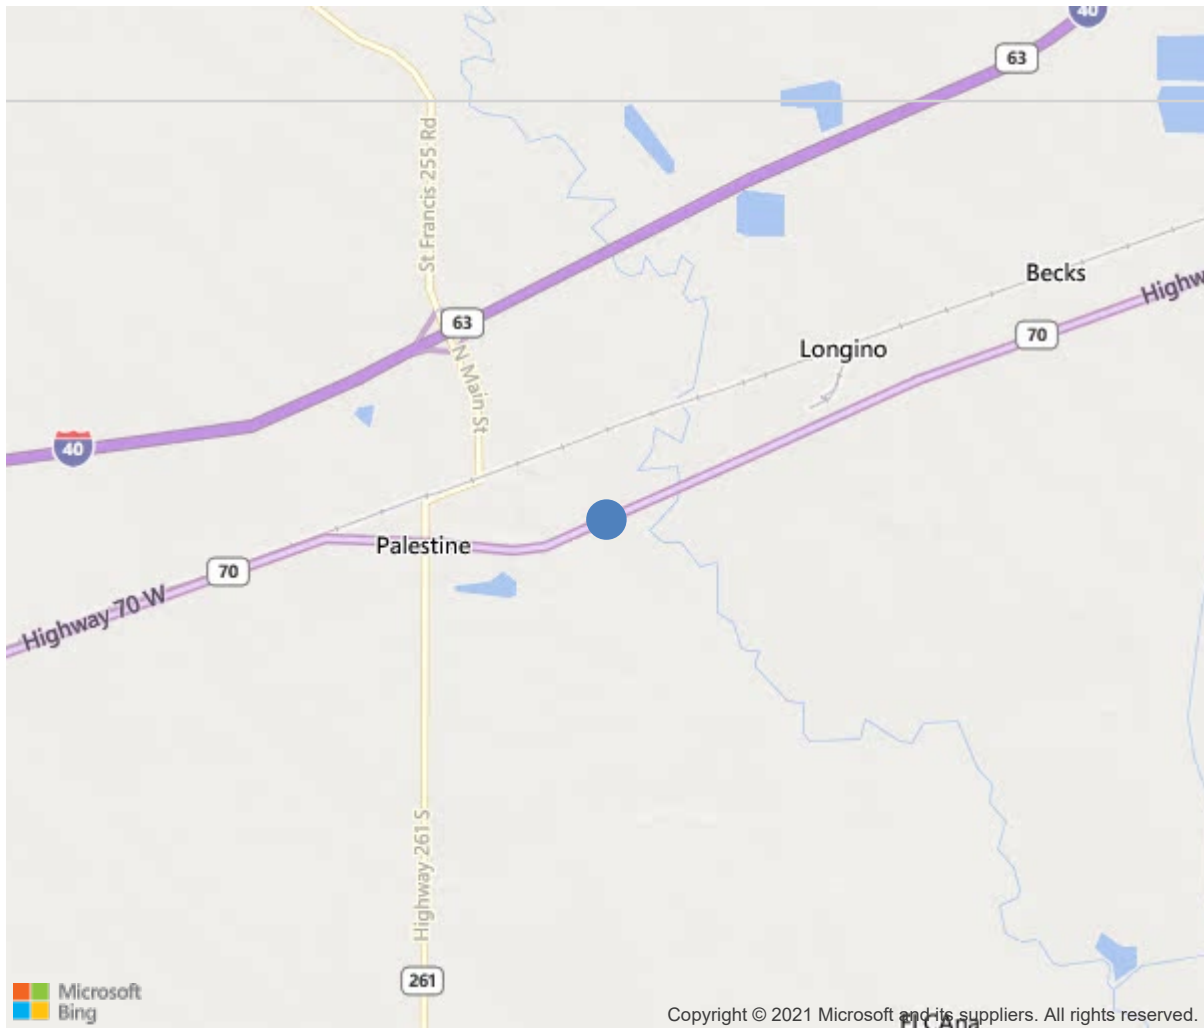 40
63
St Francis 255 Rd
Becks
Highw
63
70
Longino
N Main St
40
Palestine
70
Highway 70 W
Highway 261 S
261
Microsoft
Bing
Copyright © 2021 Microsoft and its suppliers. All rights reserved.